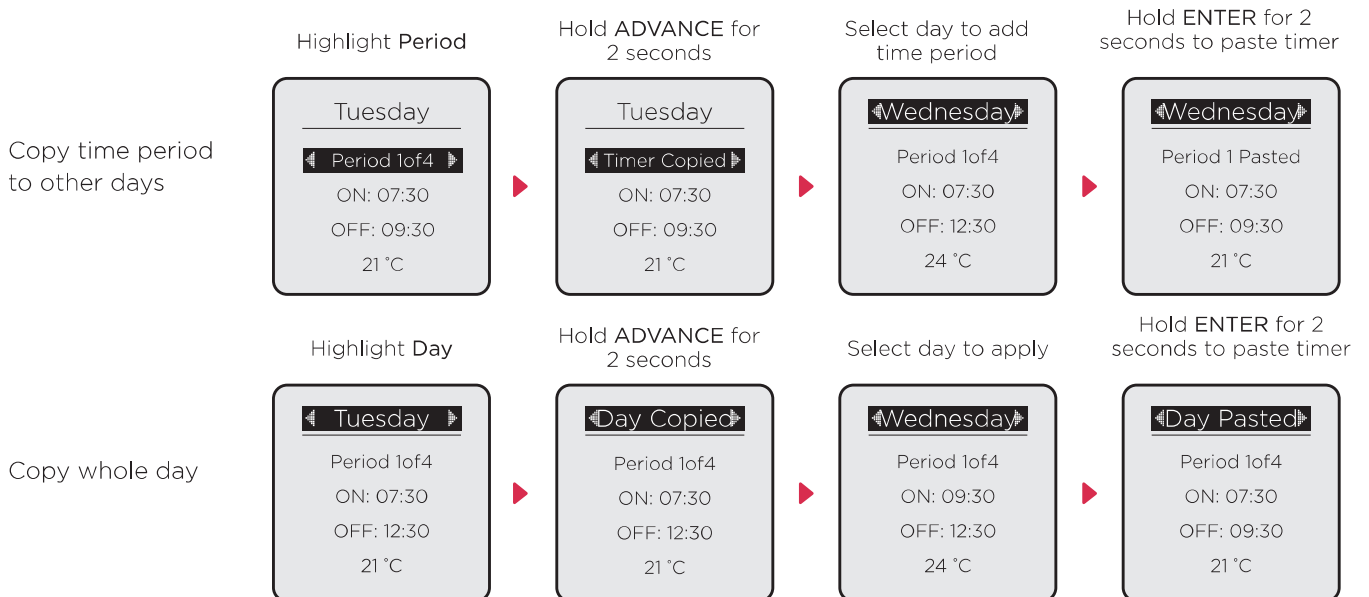 Copy time period
to other days
Highlight Period
Tuesday
Period 1of4
ON: 07:30
OFF: 09:30
21 °C
Hold ADVANCE for
2 seconds
Tuesday
Timer Copied
ON: 07:30
OFF: 09:30
21 °C
Select day to add
time period
Wednesday
Period 1of4
ON: 07:30
OFF: 12:30
24 °C
Hold ENTER for 2
seconds to paste timer
Wednesday
Period 1 Pasted
ON: 07:30
OFF: 09:30
21 °C
Copy whole day
Highlight Day
Tuesday
Period 1of4
ON: 07:30
OFF: 12:30
21 °C
Hold ADVANCE for
2 seconds
Day Copied
Period 1of4
ON: 07:30
OFF: 12:30
21 °C
Select day to apply
Wednesday
Period 1of4
ON: 09:30
OFF: 12:30
24 °C
Hold ENTER for 2
seconds to paste timer
Day Pasted
Period 1of4
ON: 07:30
OFF: 09:30
21 °C